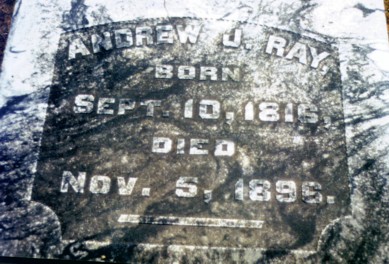 ANDREW J. RAY
BORN
SEPT. 10, 1816.
DIED
NOV. 5, 1896.